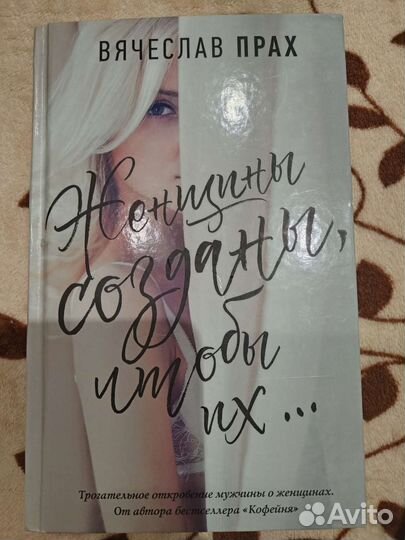 ВЯЧЕСЛАВ ПРАХ
Женщины
созданы,
чтобы
их ...
Трогательное откровение мужчины о женщинах.
От автора бестселлера «Кофейня»
Avito